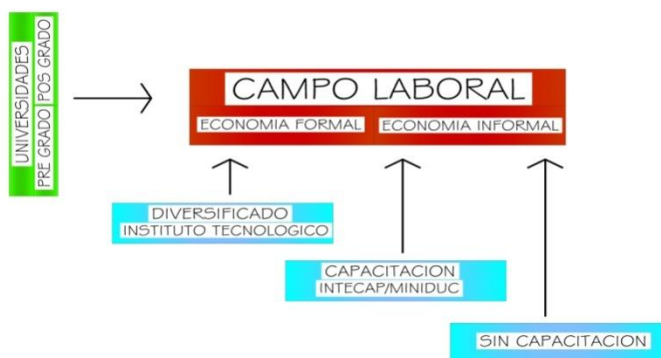 UNIVERSIDADES
PRE GRADO POS GRADO
CAMPO LABORAL
ECONOMIA FORMAL
ECONOMIA INFORMAL
DIVERSIFICADO
INSTITUTO TECNOLOGICO
CAPACITACION
INTECAP/MINIDUC
SIN CAPACITACION